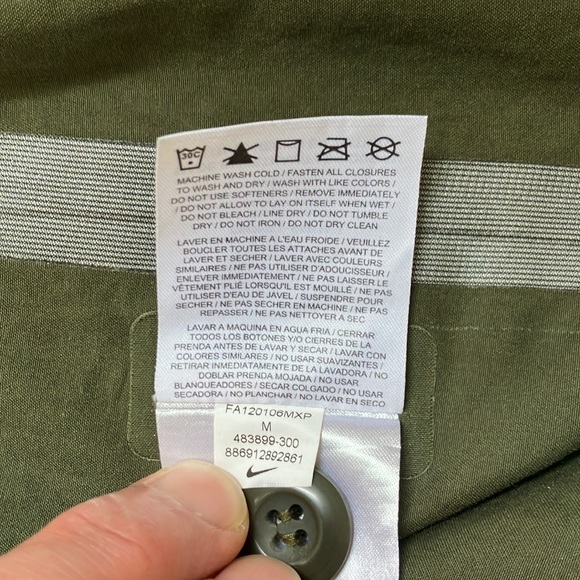 30C
MACHINE WASH COLD / FASTEN ALL CLOSURES
TO WASH AND DRY / WASH WITH LIKE COLORS /
DO NOT USE SOFTENERS / REMOVE IMMEDIATELY
/ DO NOT ALLOW TO LAY ON ITSELF WHEN WET /
DO NOT BLEACH / LINE DRY / DO NOT TUMBLE
DRY / DO NOT IRON / DO NOT DRY CLEAN
LAVER EN MACHINE A L'EAU FROIDE / VEUILLEZ
BOUCLER TOUTES LES ATTACHES AVANT DE
LAVER ET SECHER / LAVER AVEC COULEURS
SIMILAIRES / NE PAS UTILISER D'ADOUCISSEUR /
ENLEVER IMMEDIATEMENT / NE PAS LAISSER LE
VÊTEMENT PLIÉ LORSQU'IL EST MOUILLÉ / NE PAS
UTILISER D'EAU DE JAVEL / SUSPENDRE POUR
SECHER / NE PAS SECHER EN MACHINE / NE PAS
REPASSER / NE PAS NETTOYER A SEC
LAVAR A MAQUINA EN AGUA FRIA / CERRAR
TODOS LOS BOTONES Y/O CIERRES DE LA
PRENDA ANTES DE LAVAR Y SECAR / LAVAR CON
COLORES SIMILARES / NO USAR SUAVIZANTES /
RETIRAR INMEDIATAMENTE DE LA LAVADORA / NO
DOBLAR PRENDA MOJADA / NO USAR
BLANQUEADORES / SECAR COLGADO / NO USAR
SECADORA / NO PLANCHAR / NO LAVAR EN SECO
FA120106MXP
M
483899-300
886912892861